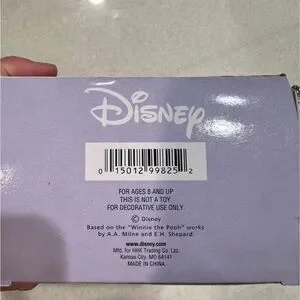 Disney
0 15012 99825 2
FOR AGES 8 AND UP
THIS IS NOT A TOY
FOR DECORATIVE USE ONLY.
© Disney
Based on the "Winnie the Pooh" works
by A.A. Milne and E.H. Shepard.
www.disney.com
Mfd. for HHK Trading Co. Ltd.
Kansas City, MO 64141
MADE IN CHINA